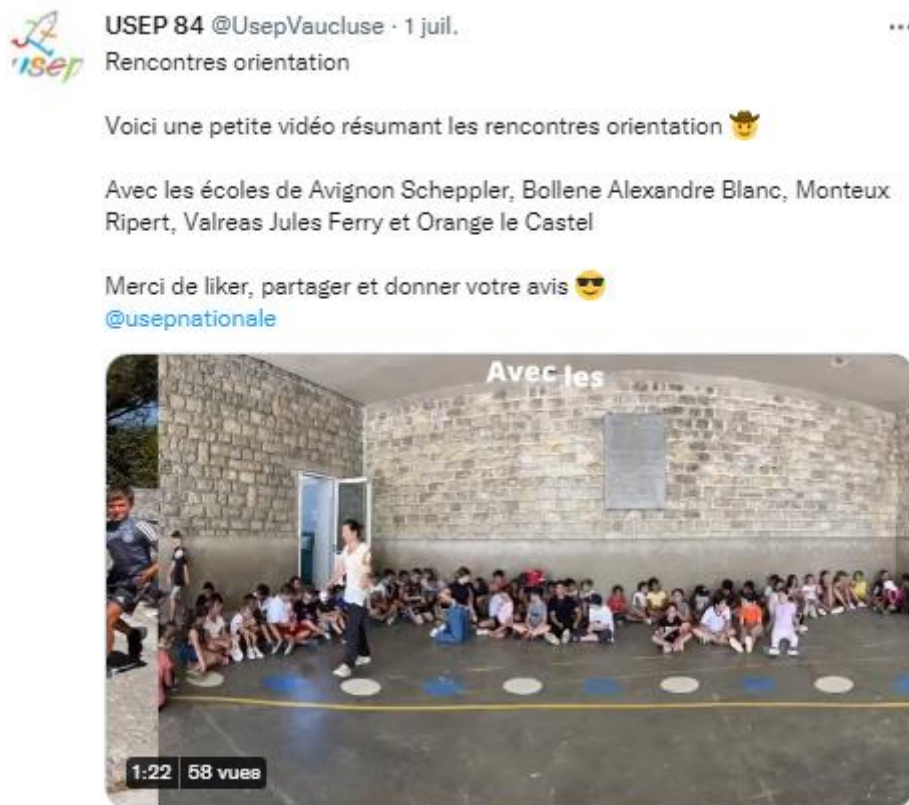 usep
USEP 84 @UsepVaucluse · 1 juil.
Rencontres orientation
Voici une petite vidéo résumant les rencontres orientation 🤠
Avec les écoles de Avignon Scheppler, Bollene Alexandre Blanc, Monteux
Ripert, Valreas Jules Ferry et Orange le Castel
Merci de liker, partager et donner votre avis 😎
@usepnationale
Avec les
1:22 58 vues